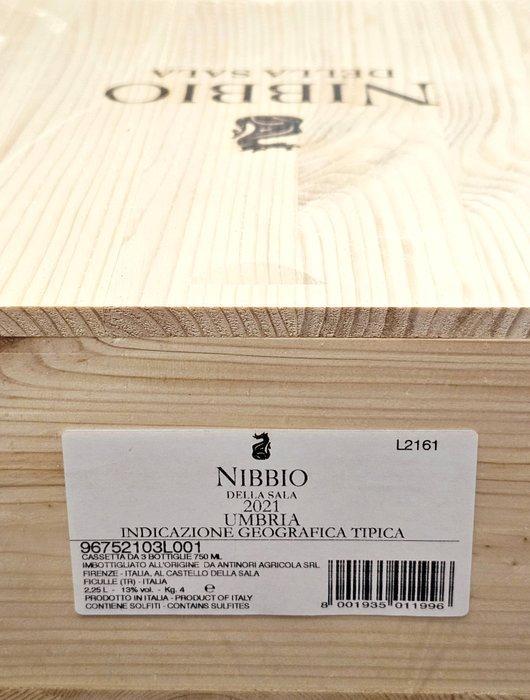 NIBBIO
DELLA SALA
L2161
NIBBIO
DELLA SALA
2021
UMBRIA
INDICAZIONE GEOGRAFICA TIPICA
96752103L001
CASSETTA DA 3 BOTTIGLIE 750 ML
IMBOTTIGLIATO ALL'ORIGINE DA ANTINORI AGRICOLA SRL
FIRENZE - ITALIA, AL CASTELLO DELLA SALA
FICULLE (TR) - ITALIA
2,25 L - 13% vol. - Kg. 4 ℮
PRODOTTO IN ITALIA - PRODUCT OF ITALY
CONTIENE SOLFITI - CONTAINS SULFITES
8 001935 011996